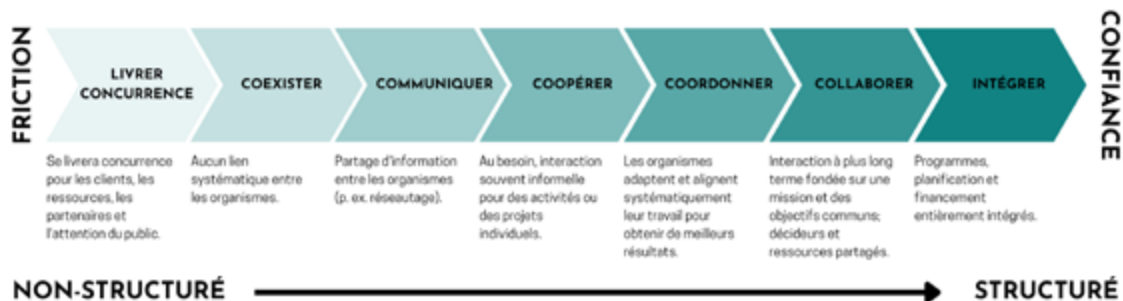 FRICTION
LIVRER
CONCURRENCE
COEXISTER
COMMUNIQUER
COOPÉRER
COORDONNER
COLLABORER
INTÉGRER
CONFIANCE
Se livrera concurrence
pour les clients, les
ressources, les
partenaires et
l'attention du public.
Aucun lien
systématique entre
les organismes.
Partage d'information
entre les organismes
(p. ex. réseautage).
Au besoin, interaction
souvent informelle
pour des activités ou
des projets
individuels.
Les organismes
adaptent et alignent
systématiquement
leur travail pour
obtenir de meilleurs
résultats.
Interaction à plus long
terme fondée sur une
mission et des
objectifs communs;
décideurs et
ressources partagés.
Programmes,
planification et
financement
entièrement intégrés.
NON-STRUCTURÉ
STRUCTURÉ